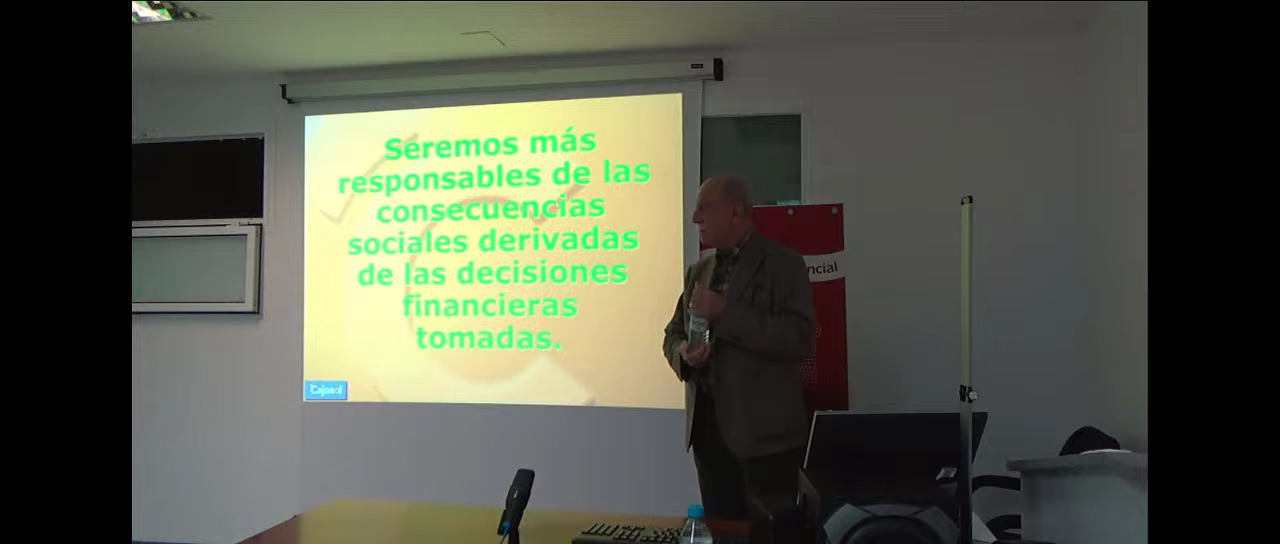 Seremos más
responsables de las
consecuencias
sociales derivadas
de las decisiones
financieras
tomadas.
Cajasol
ncial